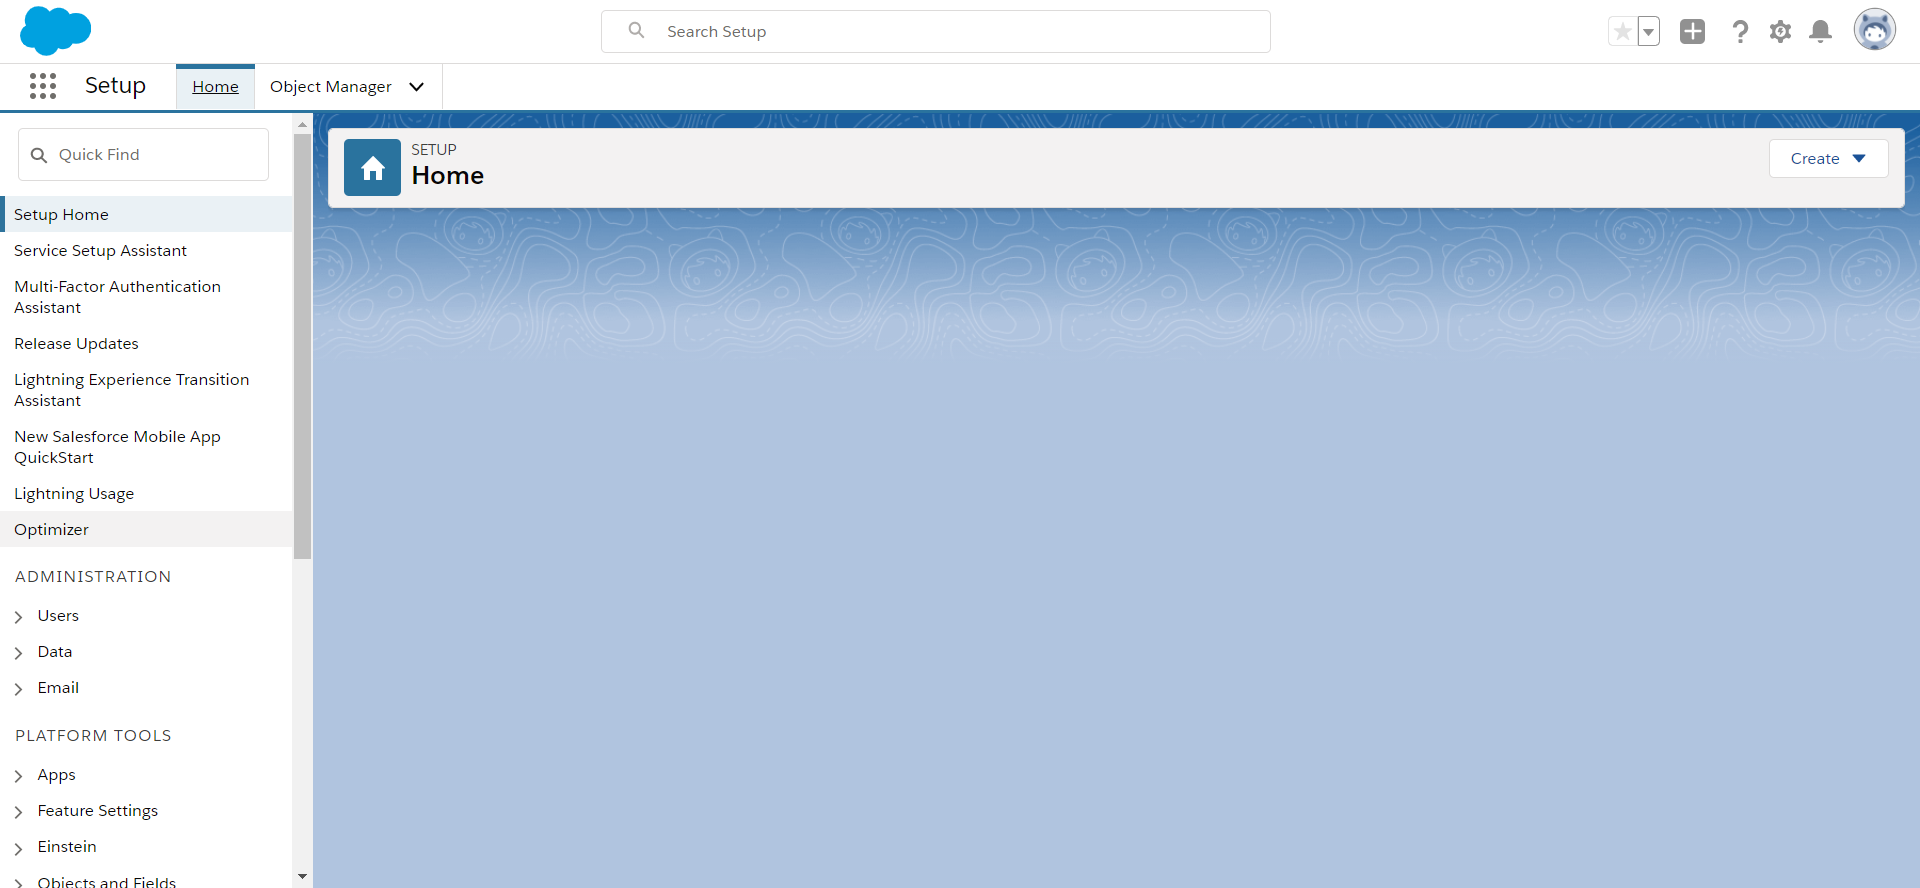 Search Setup
Setup
Home
Object Manager
Quick Find
Setup Home
Service Setup Assistant
Multi-Factor Authentication
Assistant
Release Updates
Lightning Experience Transition
Assistant
New Salesforce Mobile App
QuickStart
Lightning Usage
Optimizer
ADMINISTRATION
Users
Data
Email
PLATFORM TOOLS
Apps
Feature Settings
Einstein
Objects and Fields
SETUP
Home
Create